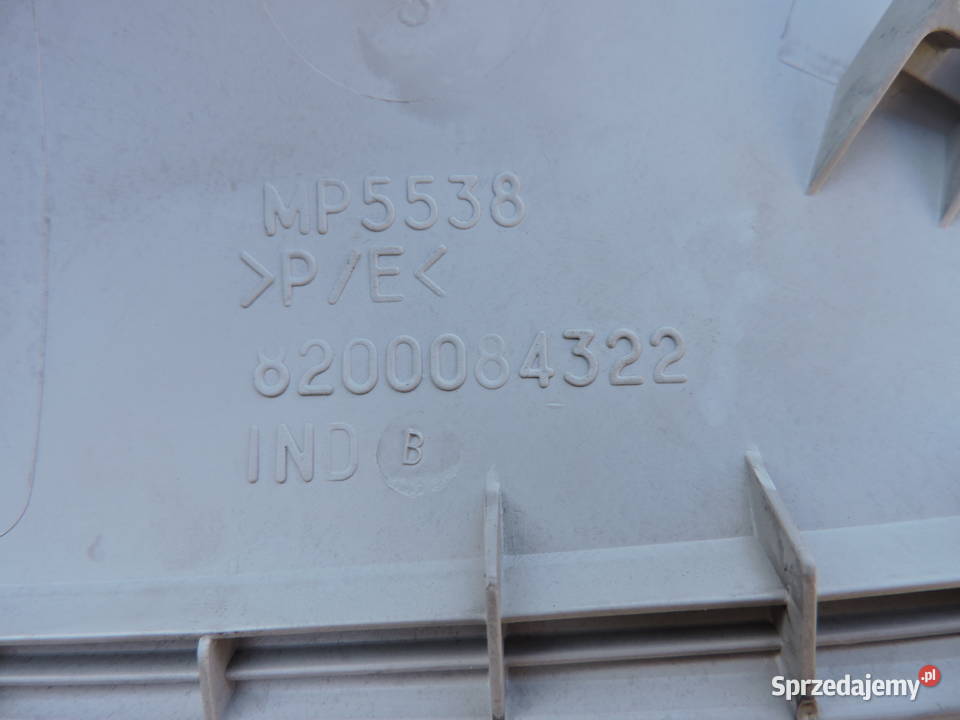 MP5538
>P/E<
8200084322
IND B
Sprzedajemy.pl